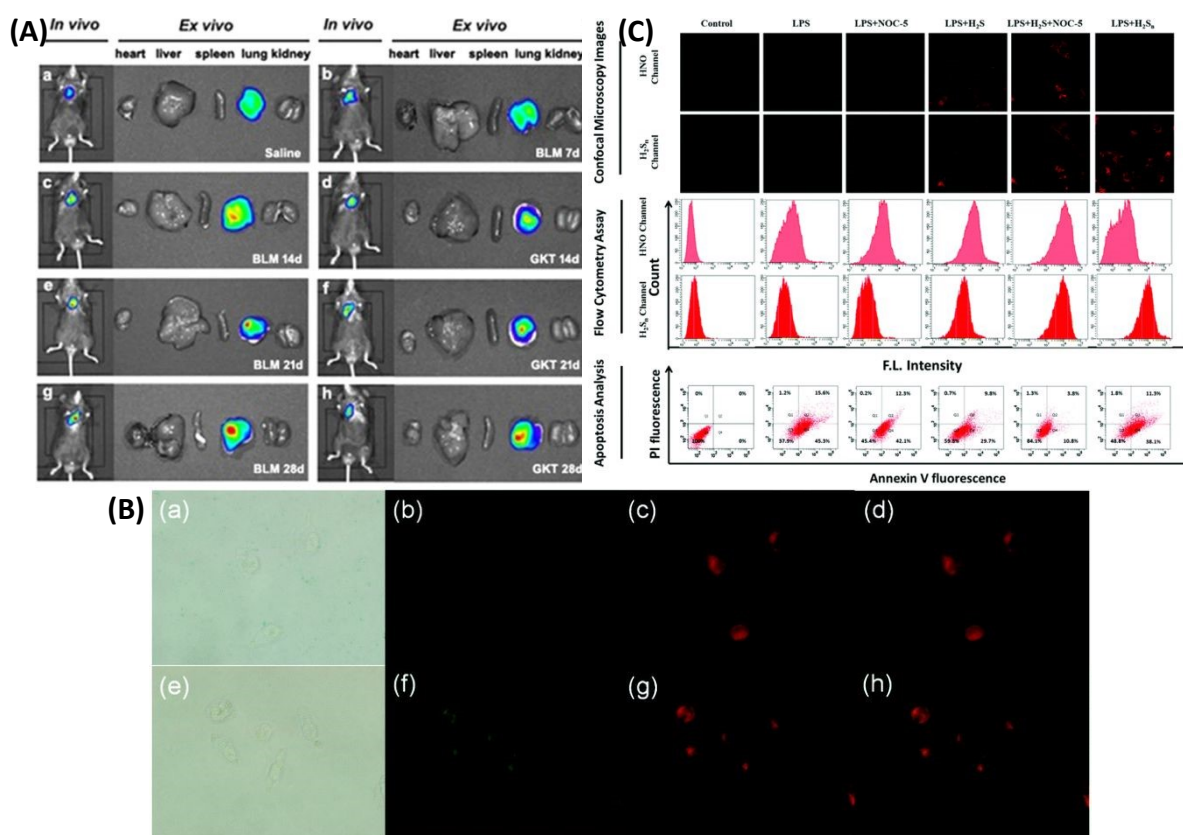 (A)
In vivo Ex vivo In vivo Ex vivo
heart liver spleen lung kidney heart liver spleen lung kidney
a
Saline
b
BLM 7d
c
BLM 14d
d
GKT 14d
e
BLM 21d
f
GKT 21d
g
BLM 28d
h
GKT 28d
(C)
Control LPS LPS+NOC-5 LPS+H₂S LPS+H₂S+NOC-5 LPS+H₂Sₙ
Confocal Microscopy Images
HNO
Channel
H₂Sₙ
Channel
Flow Cytometry Assay
HNO Channel
H₂Sₙ Channel
Count
F.L. Intensity
Apoptosis Analysis
PI fluorescence
0% 0%
100% 0%
1.2% 15.6%
37.9% 45.3%
0.2% 12.3%
45.4% 42.1%
0.7% 9.8%
59.8% 29.7%
1.3% 3.8%
84.1% 10.8%
1.8% 11.3%
48.8% 38.1%
Annexin V fluorescence
(B)
(a) (b) (c) (d)
(e) (f) (g) (h)